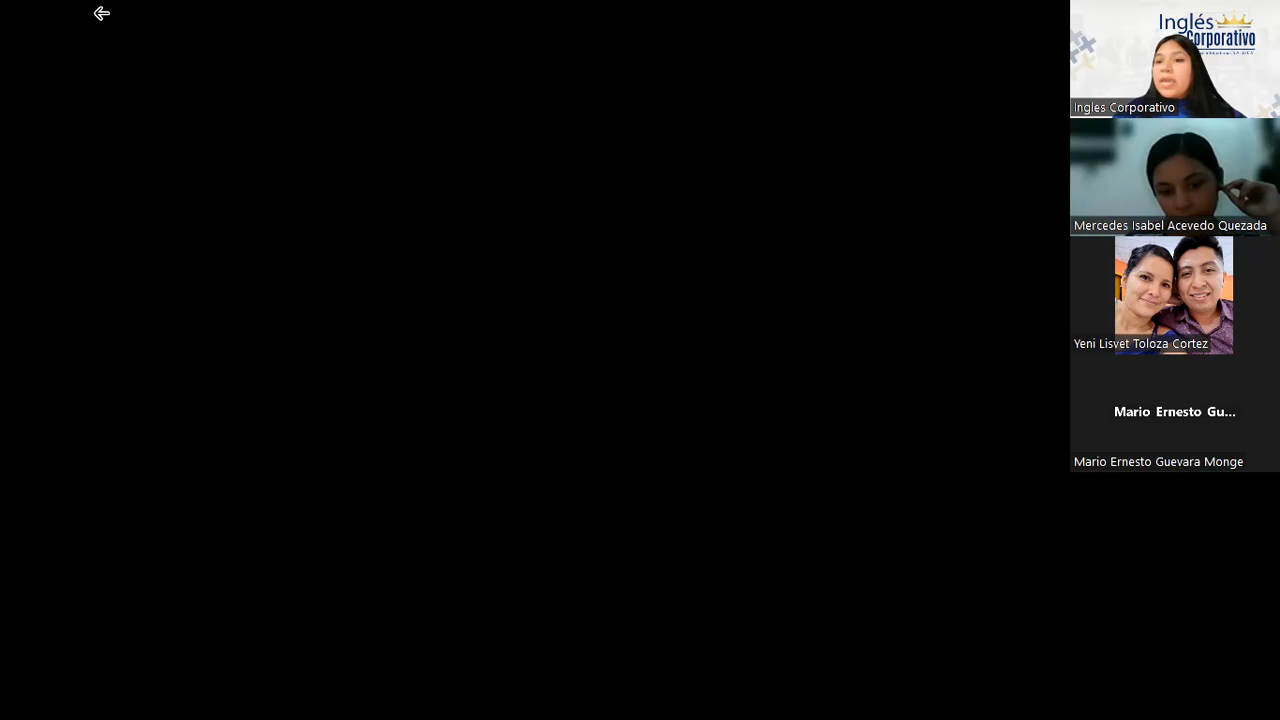 Inglés
Corporativo
Ingles Corporativo
Mercedes Isabel Acevedo Quezada
Yeni Lisvet Toloza Cortez
Mario Ernesto Gu...
Mario Ernesto Guevara Monge